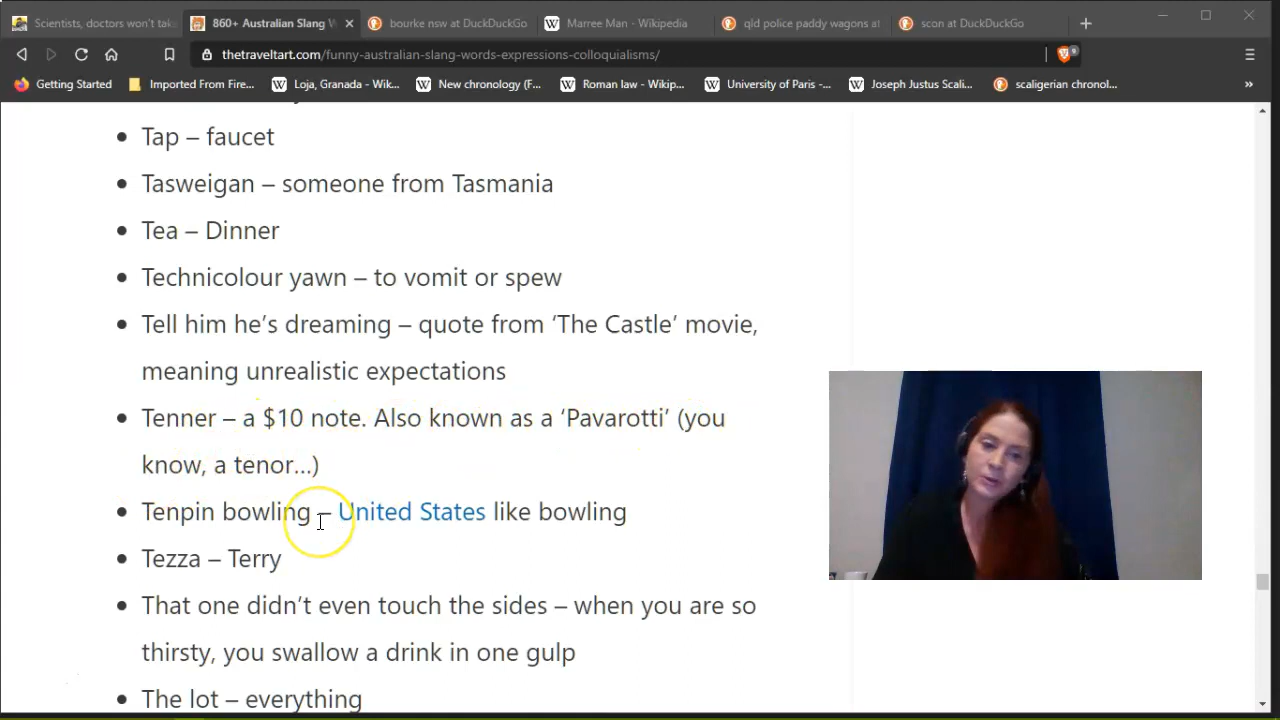 Scientists, doctors won't tak
860+ Australian Slang W
bourke nsw at DuckDuckGo
Marree Man - Wikipedia
qld police paddy wagons at
scon at DuckDuckGo
thetraveltart.com/funny-australian-slang-words-expressions-colloquialisms/
Getting Started
Imported From Fire...
Loja, Granada - Wik...
New chronology (F...
Roman law - Wikip...
University of Paris -...
Joseph Justus Scali...
scaligerian chronol...
Tap – faucet
Tasweigan – someone from Tasmania
Tea – Dinner
Technicolour yawn – to vomit or spew
Tell him he's dreaming – quote from 'The Castle' movie,
meaning unrealistic expectations
Tenner – a $10 note. Also known as a 'Pavarotti' (you
know, a tenor...)
Tenpin bowling – United States like bowling
Tezza – Terry
That one didn't even touch the sides – when you are so
thirsty, you swallow a drink in one gulp
The lot – everything